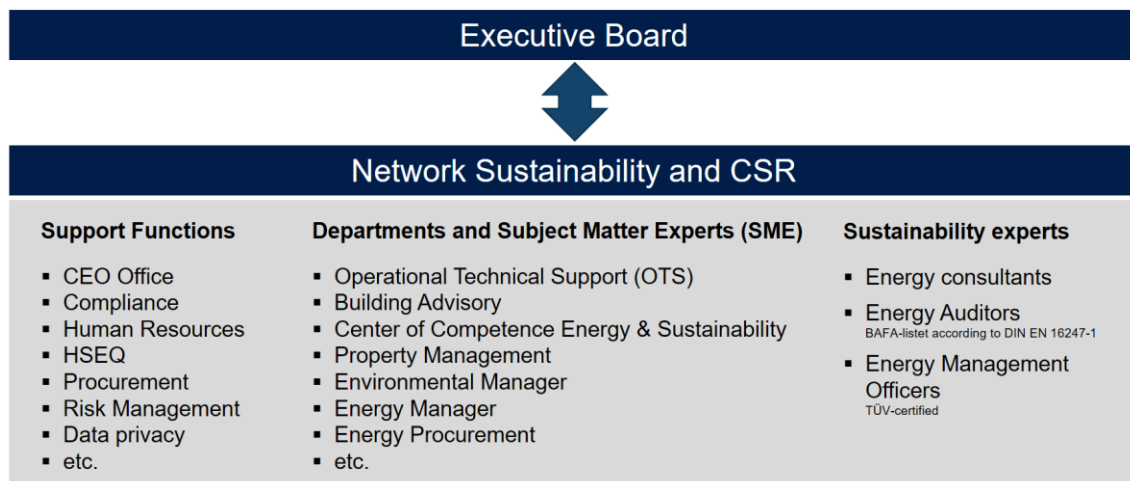 Executive Board
Network Sustainability and CSR
Support Functions
▪ CEO Office
▪ Compliance
▪ Human Resources
▪ HSEQ
▪ Procurement
▪ Risk Management
▪ Data privacy
▪ etc.
Departments and Subject Matter Experts (SME)
▪ Operational Technical Support (OTS)
▪ Building Advisory
▪ Center of Competence Energy & Sustainability
▪ Property Management
▪ Environmental Manager
▪ Energy Manager
▪ Energy Procurement
▪ etc.
Sustainability experts
▪ Energy consultants
▪ Energy Auditors
BAFA-listet according to DIN EN 16247-1
▪ Energy Management
Officers
TÜV-certified